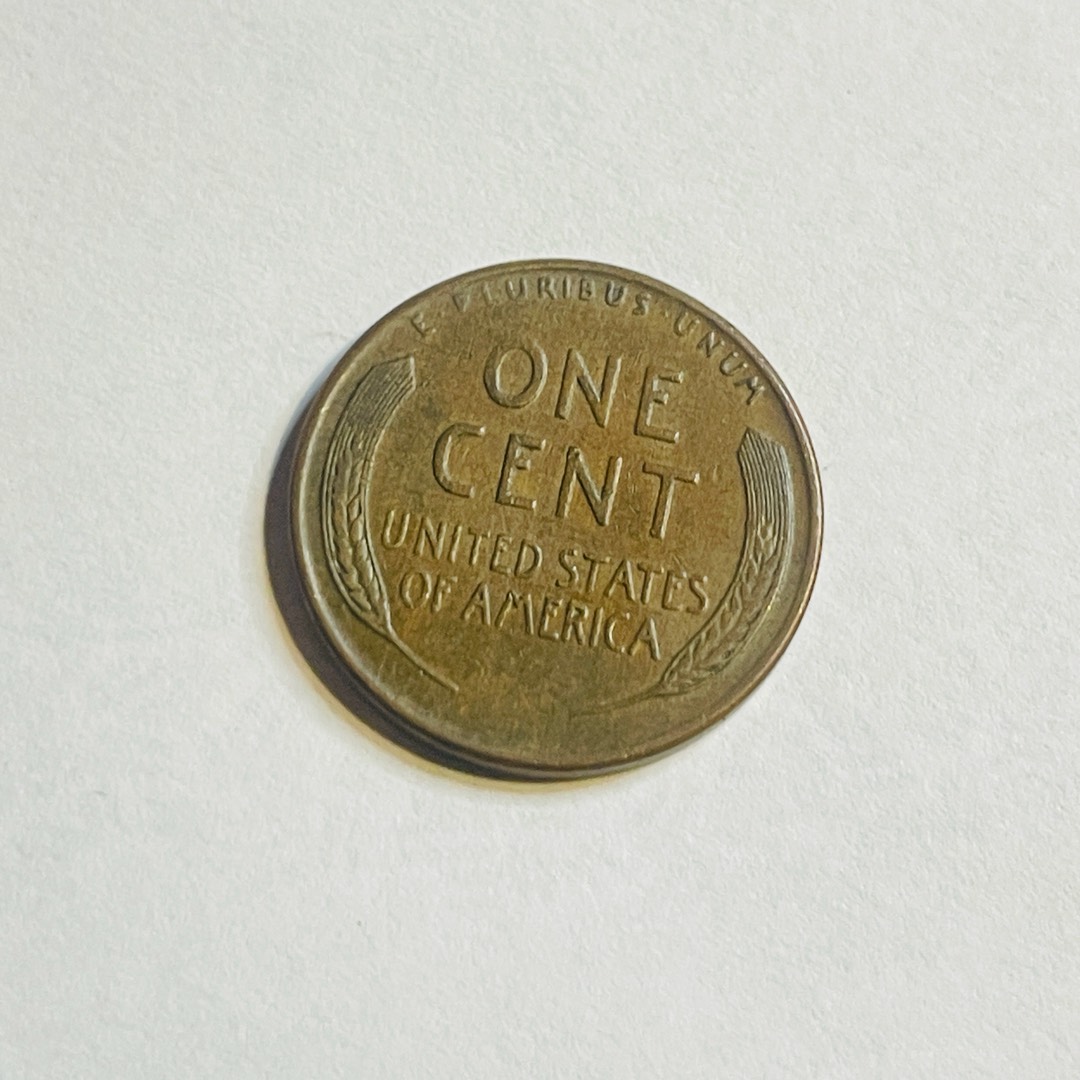 E·PLURIBUS·UNUM
ONE
CENT
UNITED STATES
OF AMERICA